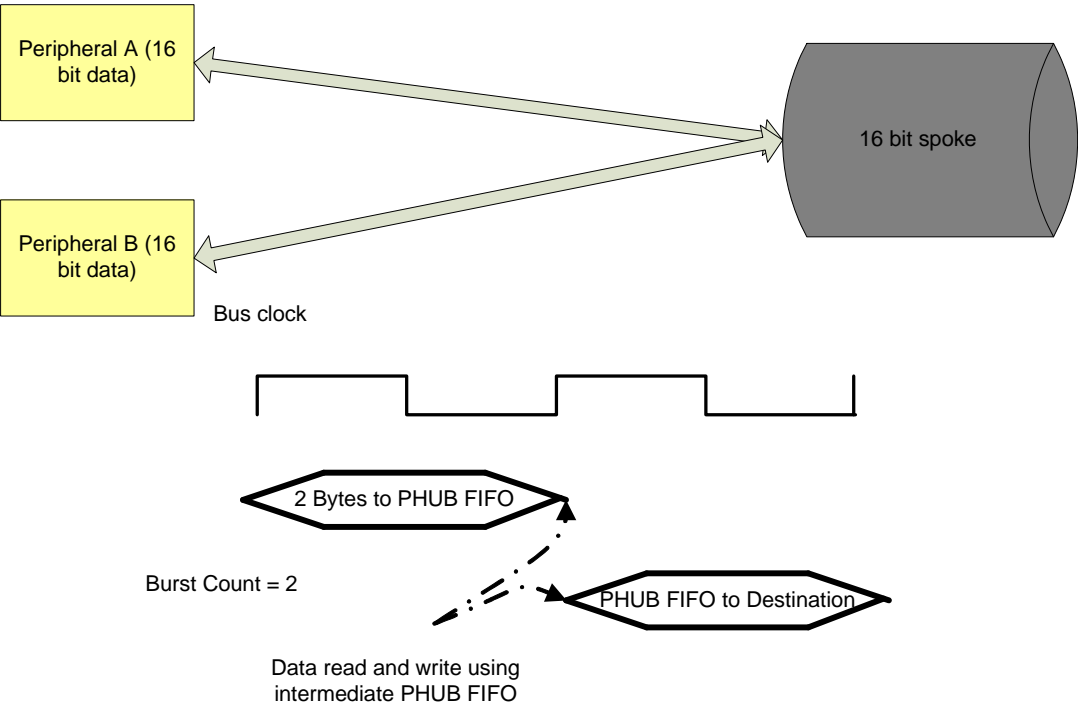 Peripheral A (16
bit data)
16 bit spoke
Peripheral B (16
bit data)
Bus clock
2 Bytes to PHUB FIFO
Burst Count = 2
PHUB FIFO to Destination
Data read and write using
intermediate PHUB FIFO